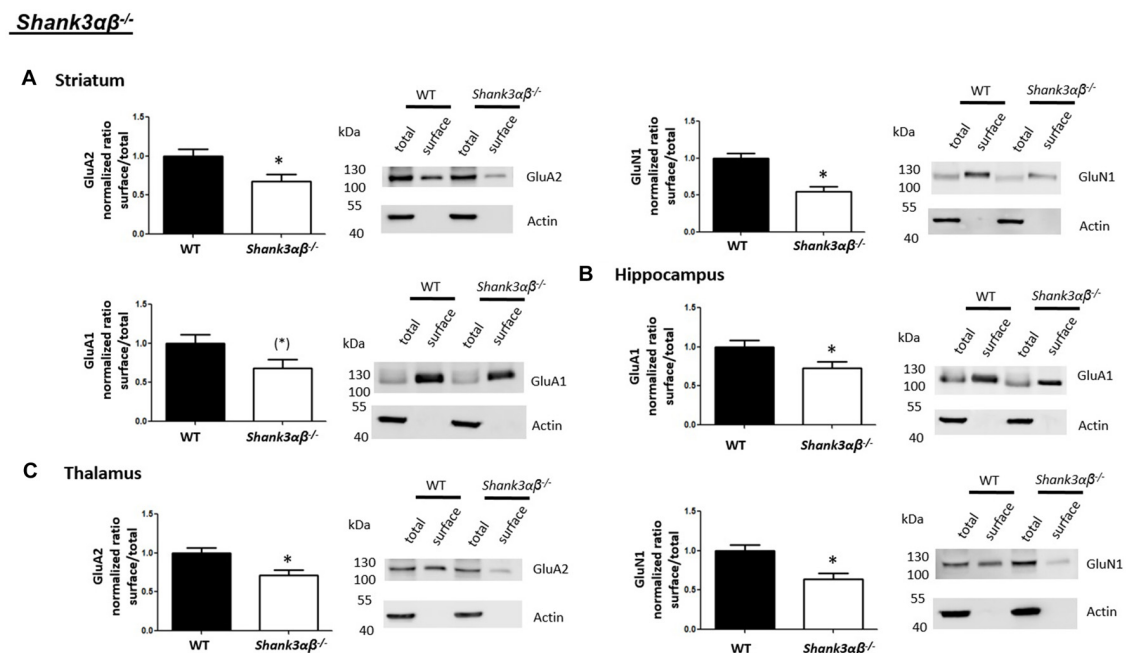 Shank3αβ-/-
A Striatum
GluA2
normalized ratio
surface/total
1.5
1.0
0.5
0.0
WT
Shank3αβ-/-
*
kDa
WT
Shank3αβ-/-
total
surface
total
surface
130
100
GluA2
55
40
Actin
GluN1
normalized ratio
surface/total
1.5
1.0
0.5
0.0
WT
Shank3αβ-/-
*
kDa
WT
Shank3αβ-/-
total
surface
total
surface
130
100
GluN1
55
40
Actin
GluA1
normalized ratio
surface/total
1.5
1.0
0.5
0.0
WT
Shank3αβ-/-
(*)
kDa
WT
Shank3αβ-/-
total
surface
total
surface
130
100
GluA1
55
40
Actin
B Hippocampus
GluA1
normalized ratio
surface/total
1.5
1.0
0.5
0.0
WT
Shank3αβ-/-
*
kDa
WT
Shank3αβ-/-
total
surface
total
surface
130
100
GluA1
55
40
Actin
C Thalamus
GluA2
normalized ratio
surface/total
1.5
1.0
0.5
0.0
WT
Shank3αβ-/-
*
kDa
WT
Shank3αβ-/-
total
surface
total
surface
130
100
GluA2
55
40
Actin
GluN1
normalized ratio
surface/total
1.5
1.0
0.5
0.0
WT
Shank3αβ-/-
*
kDa
WT
Shank3αβ-/-
total
surface
total
surface
130
100
GluN1
55
40
Actin